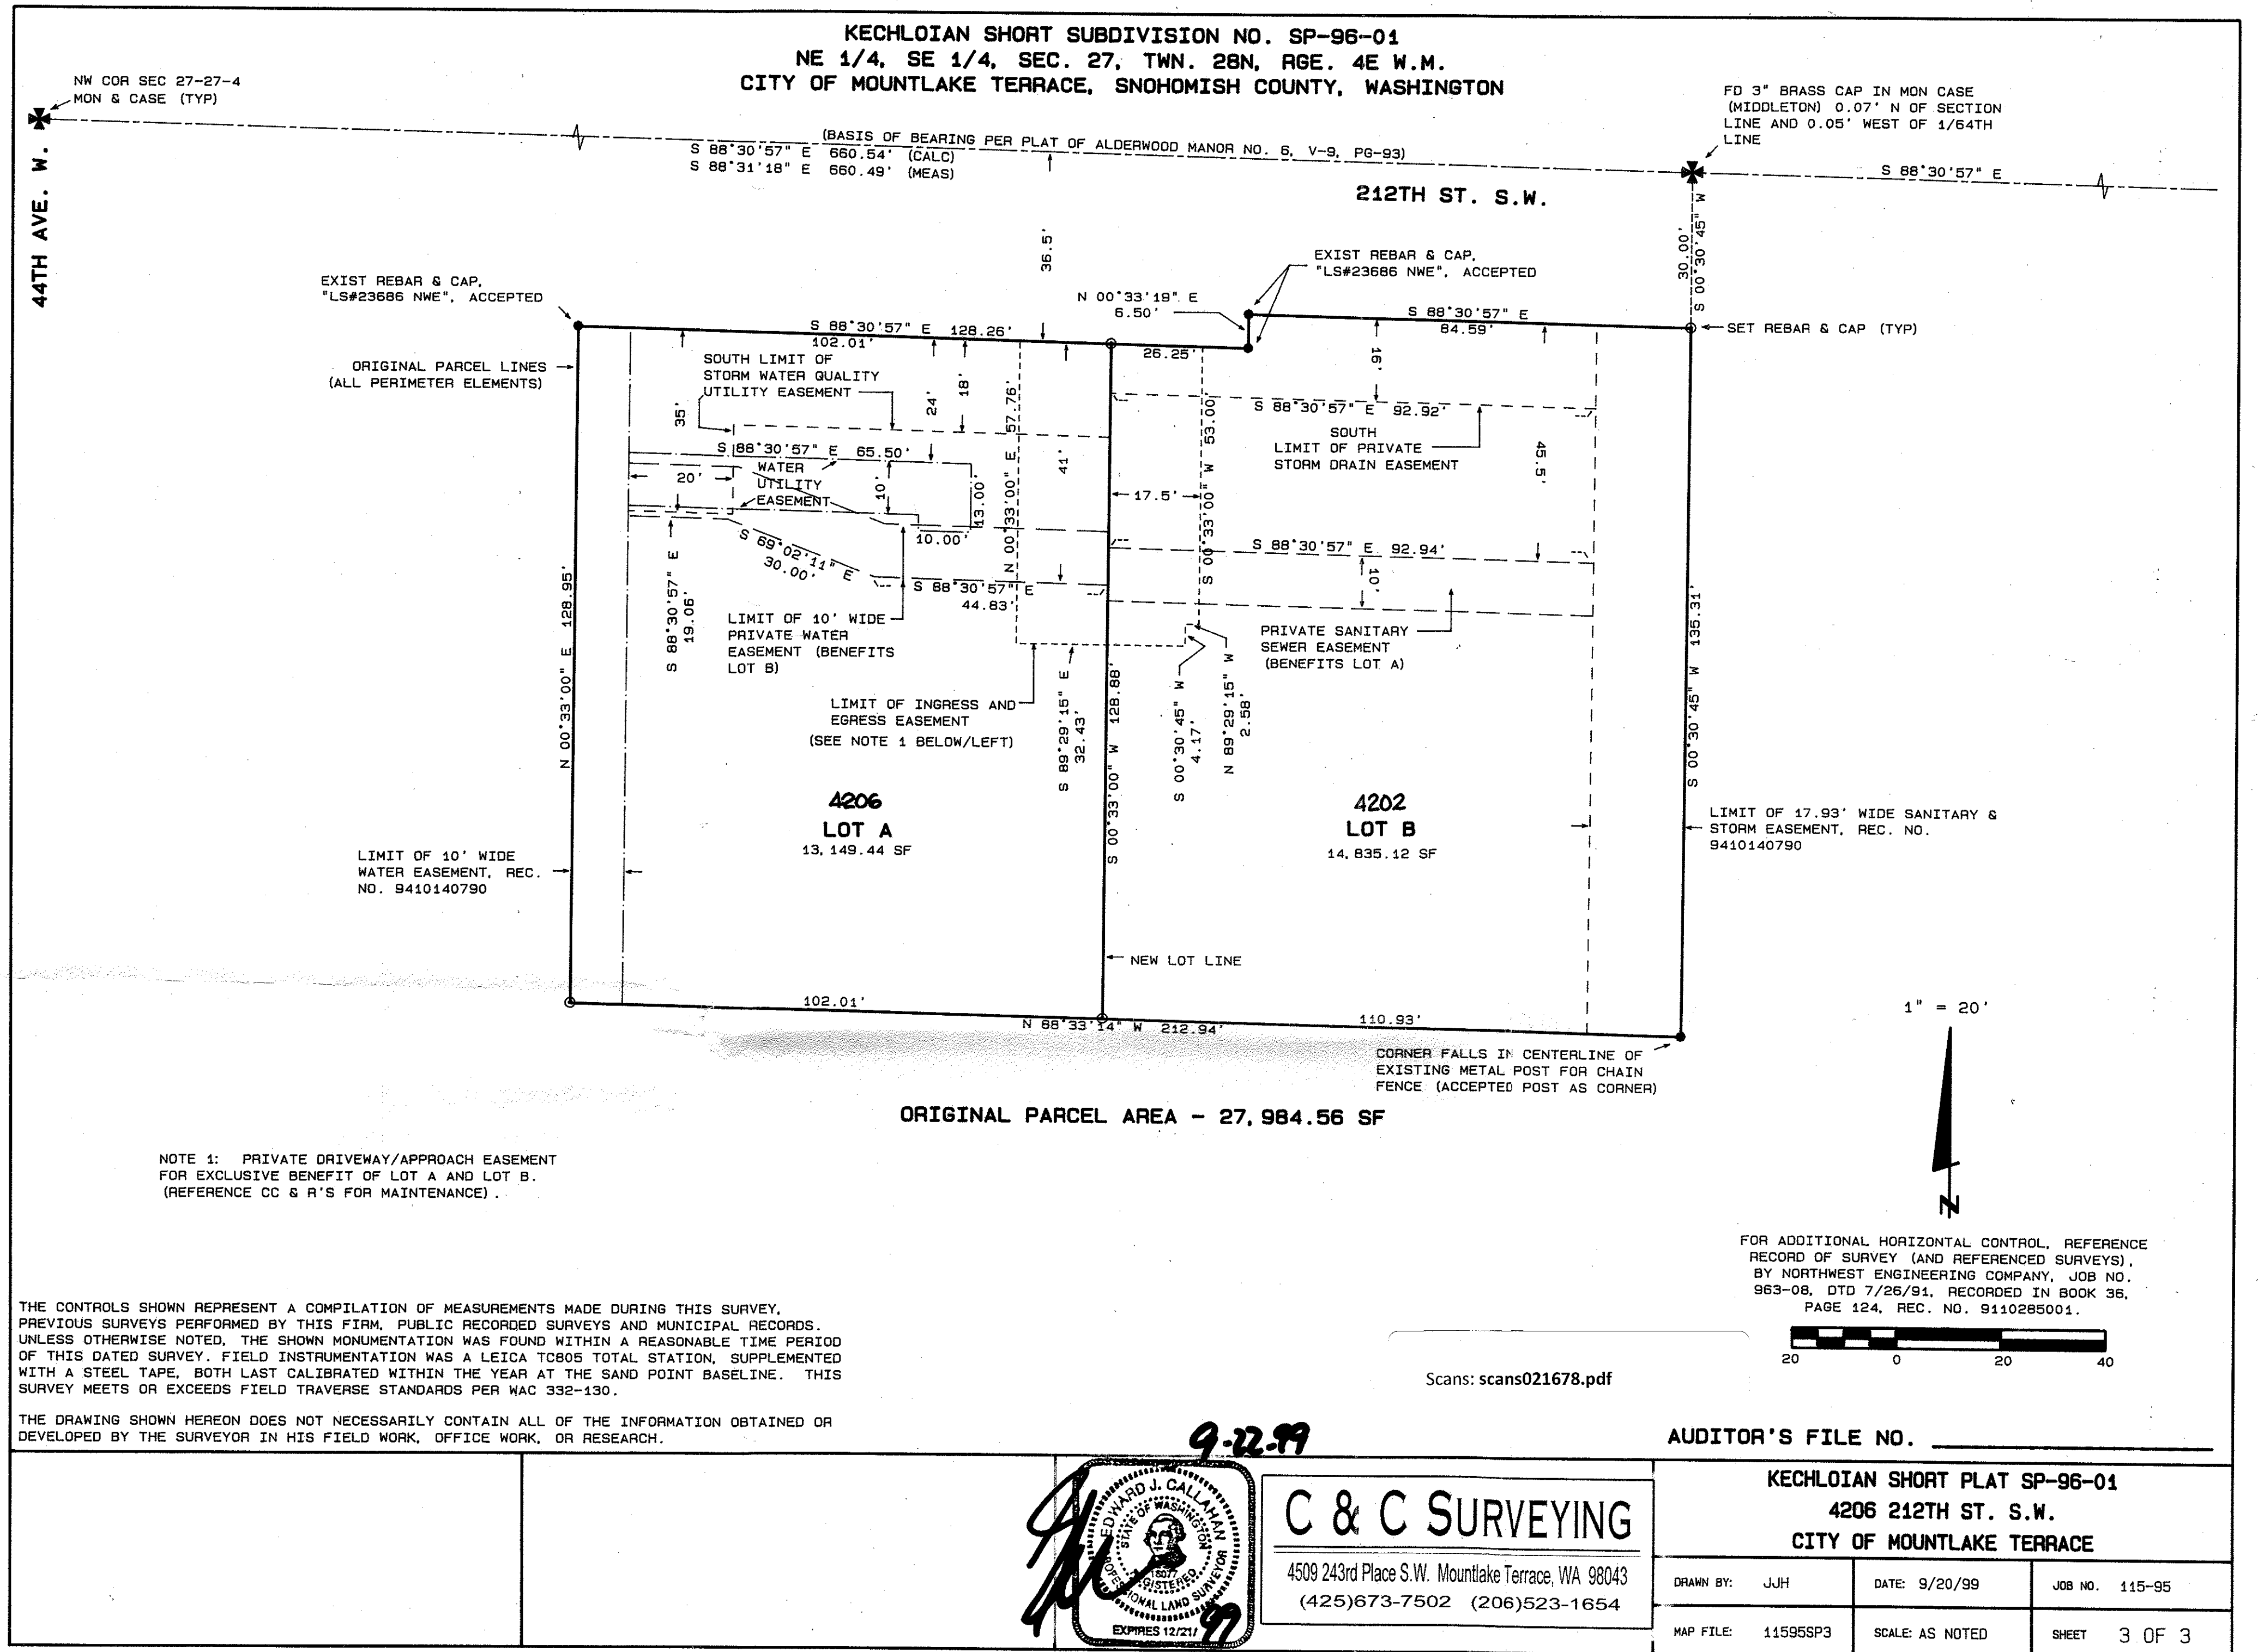 KECHLOIAN SHORT SUBDIVISION NO. SP-96-01
NE 1/4, SE 1/4, SEC. 27, TWN. 28N, RGE. 4E W.M.
CITY OF MOUNTLAKE TERRACE, SNOHOMISH COUNTY, WASHINGTON
NW COR SEC 27-27-4
MON & CASE (TYP)
44TH AVE. W.
W.
FD 3" BRASS CAP IN MON CASE
(MIDDLETON) 0.07' N OF SECTION
LINE AND 0.05' WEST OF 1/64TH
LINE
(BASIS OF BEARING PER PLAT OF ALDERWOOD MANOR NO. 6, V-9, PG-93)
S 88°30'57" E 660.54' (CALC)
S 88°31'18" E 660.49' (MEAS)
S 88°30'57" E
212TH ST. S.W.
36.5'
30.00'
S 00°30'45" W
EXIST REBAR & CAP,
"LS#23686 NWE", ACCEPTED
EXIST REBAR & CAP,
"LS#23686 NWE", ACCEPTED
N 00°33'19" E
6.50'
S 88°30'57" E 128.26'
102.01'
26.25'
S 88°30'57" E
84.59'
SET REBAR & CAP (TYP)
ORIGINAL PARCEL LINES
(ALL PERIMETER ELEMENTS)
SOUTH LIMIT OF
STORM WATER QUALITY
UTILITY EASEMENT
35'
24'
18'
N 00°33'00" E 57.76'
41'
16'
S 00°33'00" W 53.00'
S 88°30'57" E 92.92'
SOUTH
LIMIT OF PRIVATE
STORM DRAIN EASEMENT
45.5'
S 88°30'57" E 65.50'
WATER
UTILITY
EASEMENT
20'
10'
13.00'
17.5'
10.00'
S 69°02'11" E
30.00'
S 88°30'57" E 92.94'
10'
S 88°30'57" E
44.83'
S 88°30'57" E
19.06'
LIMIT OF 10' WIDE
PRIVATE WATER
EASEMENT (BENEFITS
LOT B)
PRIVATE SANITARY
SEWER EASEMENT
(BENEFITS LOT A)
LIMIT OF INGRESS AND
EGRESS EASEMENT
(SEE NOTE 1 BELOW/LEFT)
S 89°29'15" E
32.43'
S 00°30'45" W
4.17'
N 89°29'15" W
2.58'
N 00°33'00" E 128.95'
S 00°33'00" W 128.88'
S 00°30'45" W 135.31'
4206
LOT A
13,149.44 SF
4202
LOT B
14,835.12 SF
LIMIT OF 17.93' WIDE SANITARY &
STORM EASEMENT, REC. NO.
9410140790
LIMIT OF 10' WIDE
WATER EASEMENT, REC.
NO. 9410140790
NEW LOT LINE
102.01'
N 88°33'14" W 212.94'
110.93'
CORNER FALLS IN CENTERLINE OF
EXISTING METAL POST FOR CHAIN
FENCE (ACCEPTED POST AS CORNER)
1" = 20'
N
ORIGINAL PARCEL AREA - 27,984.56 SF
NOTE 1: PRIVATE DRIVEWAY/APPROACH EASEMENT
FOR EXCLUSIVE BENEFIT OF LOT A AND LOT B.
(REFERENCE CC & R'S FOR MAINTENANCE).
FOR ADDITIONAL HORIZONTAL CONTROL, REFERENCE
RECORD OF SURVEY (AND REFERENCED SURVEYS),
BY NORTHWEST ENGINEERING COMPANY, JOB NO.
963-08, DTD 7/26/91, RECORDED IN BOOK 36,
PAGE 124, REC. NO. 9110285001.
20 0 20 40
THE CONTROLS SHOWN REPRESENT A COMPILATION OF MEASUREMENTS MADE DURING THIS SURVEY,
PREVIOUS SURVEYS PERFORMED BY THIS FIRM, PUBLIC RECORDED SURVEYS AND MUNICIPAL RECORDS.
UNLESS OTHERWISE NOTED, THE SHOWN MONUMENTATION WAS FOUND WITHIN A REASONABLE TIME PERIOD
OF THIS DATED SURVEY. FIELD INSTRUMENTATION WAS A LEICA TC805 TOTAL STATION, SUPPLEMENTED
WITH A STEEL TAPE, BOTH LAST CALIBRATED WITHIN THE YEAR AT THE SAND POINT BASELINE. THIS
SURVEY MEETS OR EXCEEDS FIELD TRAVERSE STANDARDS PER WAC 332-130.
THE DRAWING SHOWN HEREON DOES NOT NECESSARILY CONTAIN ALL OF THE INFORMATION OBTAINED OR
DEVELOPED BY THE SURVEYOR IN HIS FIELD WORK, OFFICE WORK, OR RESEARCH.
Scans: scans021678.pdf
AUDITOR'S FILE NO.
9-22-99
EDWARD J. CALLAHAN
STATE OF WASHINGTON
18077
REGISTERED
PROFESSIONAL LAND SURVEYOR
EXPIRES 12/21/99
C & C SURVEYING
4509 243rd Place S.W. Mountlake Terrace, WA 98043
(425)673-7502 (206)523-1654
KECHLOIAN SHORT PLAT SP-96-01
4206 212TH ST. S.W.
CITY OF MOUNTLAKE TERRACE
DRAWN BY: JJH
DATE: 9/20/99
JOB NO. 115-95
MAP FILE: 11595SP3
SCALE: AS NOTED
SHEET 3 OF 3